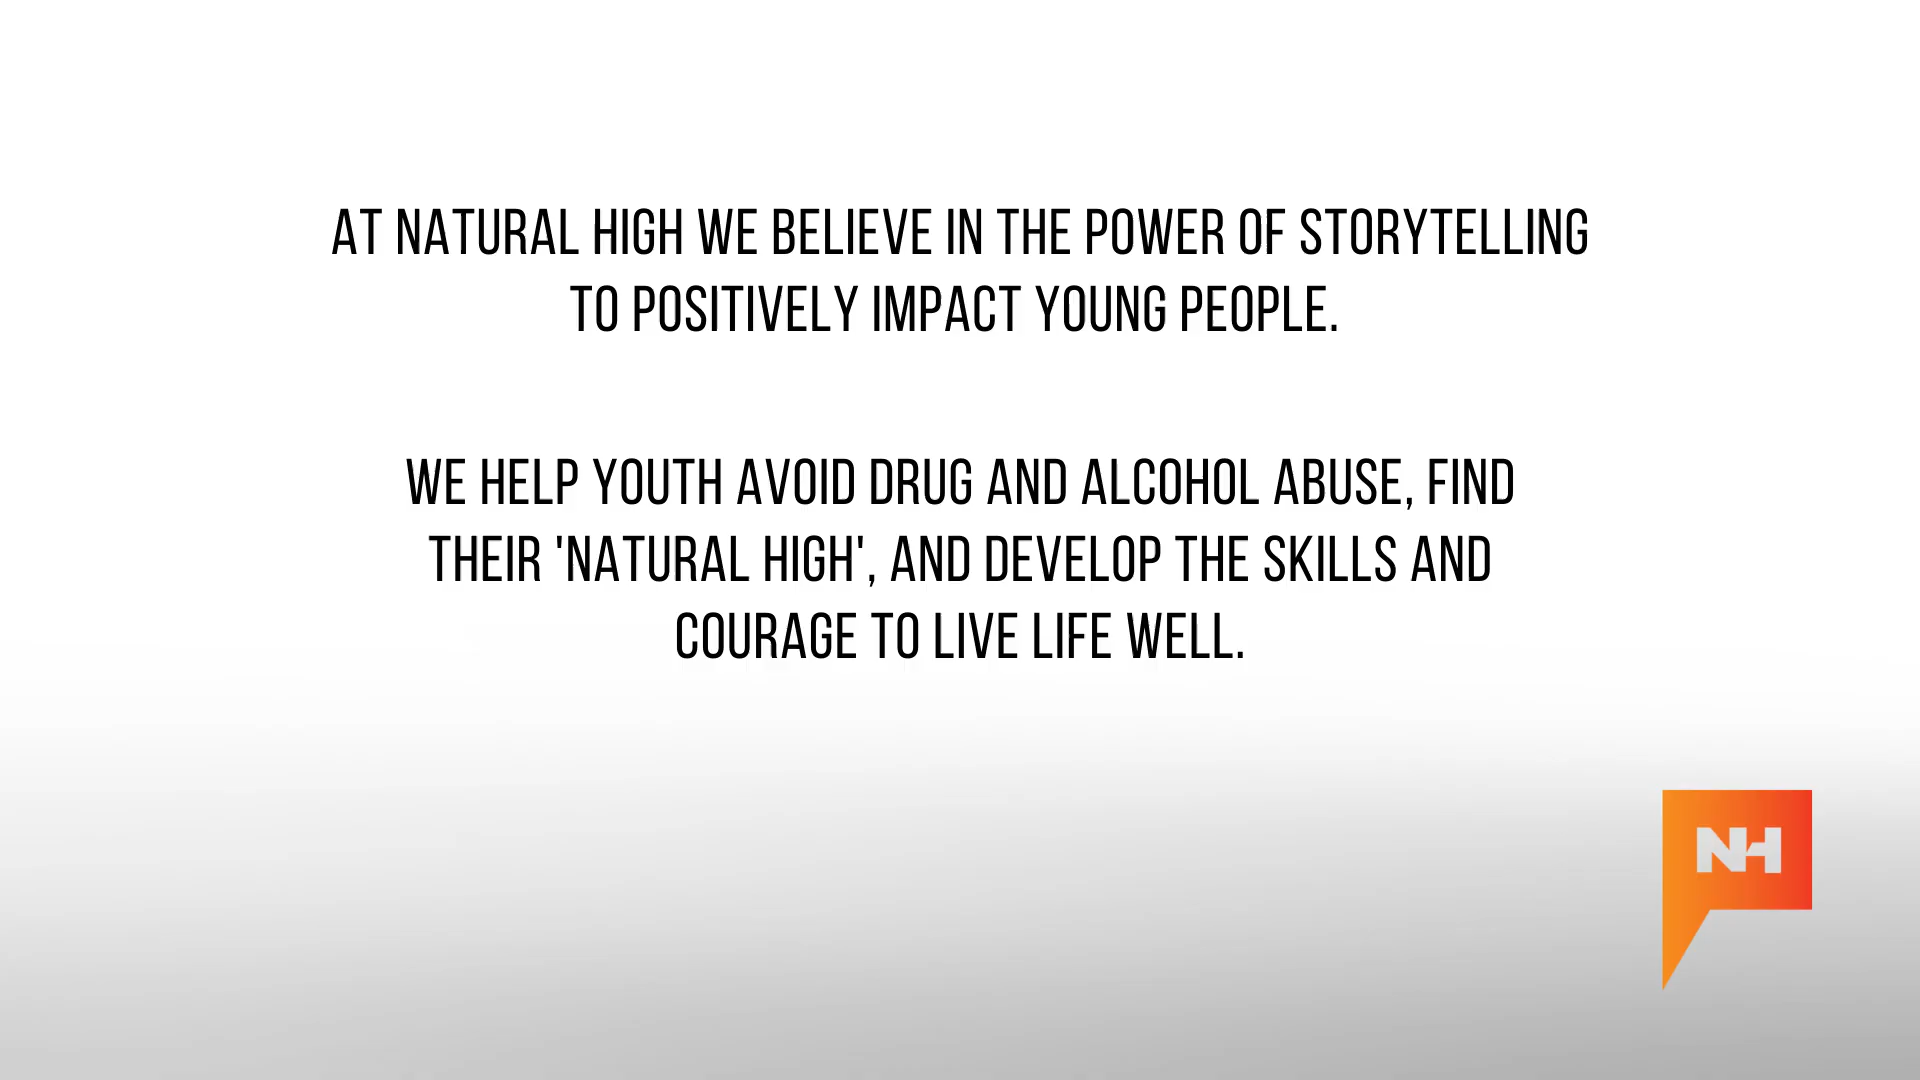 AT NATURAL HIGH WE BELIEVE IN THE POWER OF STORYTELLING
TO POSITIVELY IMPACT YOUNG PEOPLE.
WE HELP YOUTH AVOID DRUG AND ALCOHOL ABUSE, FIND
THEIR 'NATURAL HIGH', AND DEVELOP THE SKILLS AND
COURAGE TO LIVE LIFE WELL.
NH